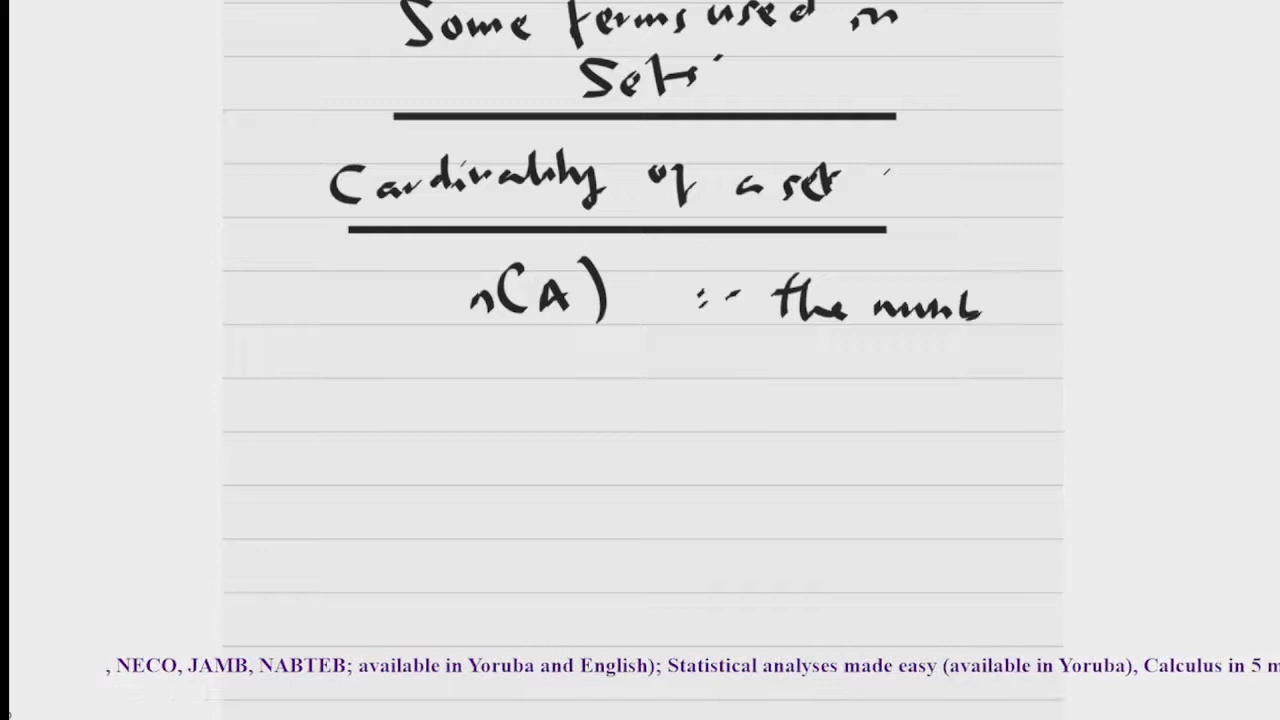 Some terms used in
Sets
Cardinality of a set
n(A) :- the numb
, NECO, JAMB, NABTEB; available in Yoruba and English); Statistical analyses made easy (available in Yoruba), Calculus in 5 m